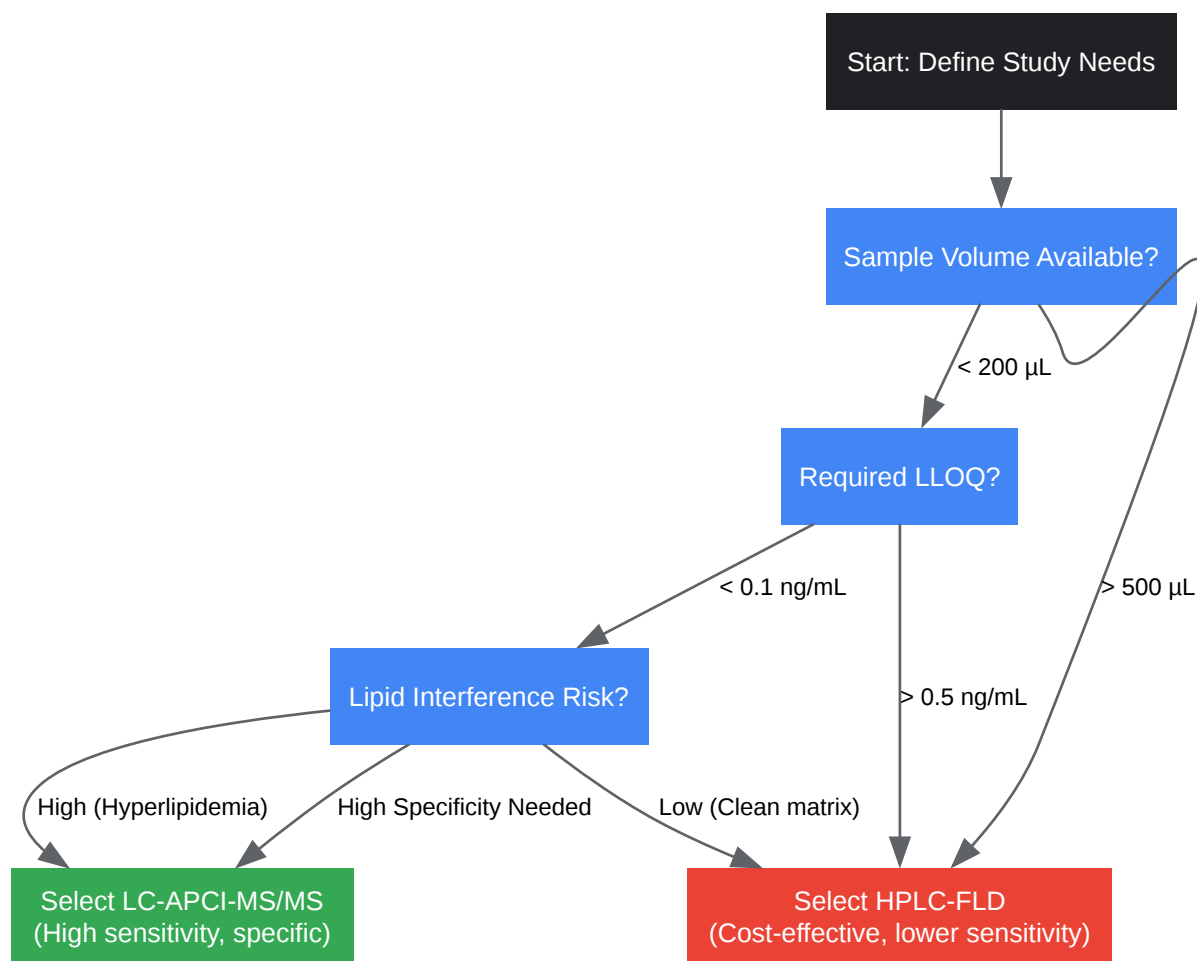 Start: Define Study Needs
Sample Volume Available?
< 200 µL
Required LLOQ?
< 0.1 ng/mL
> 500 µL
Lipid Interference Risk?
> 0.5 ng/mL
High (Hyperlipidemia)
High Specificity Needed
Low (Clean matrix)
Select LC-APCI-MS/MS
(High sensitivity, specific)
Select HPLC-FLD
(Cost-effective, lower sensitivity)